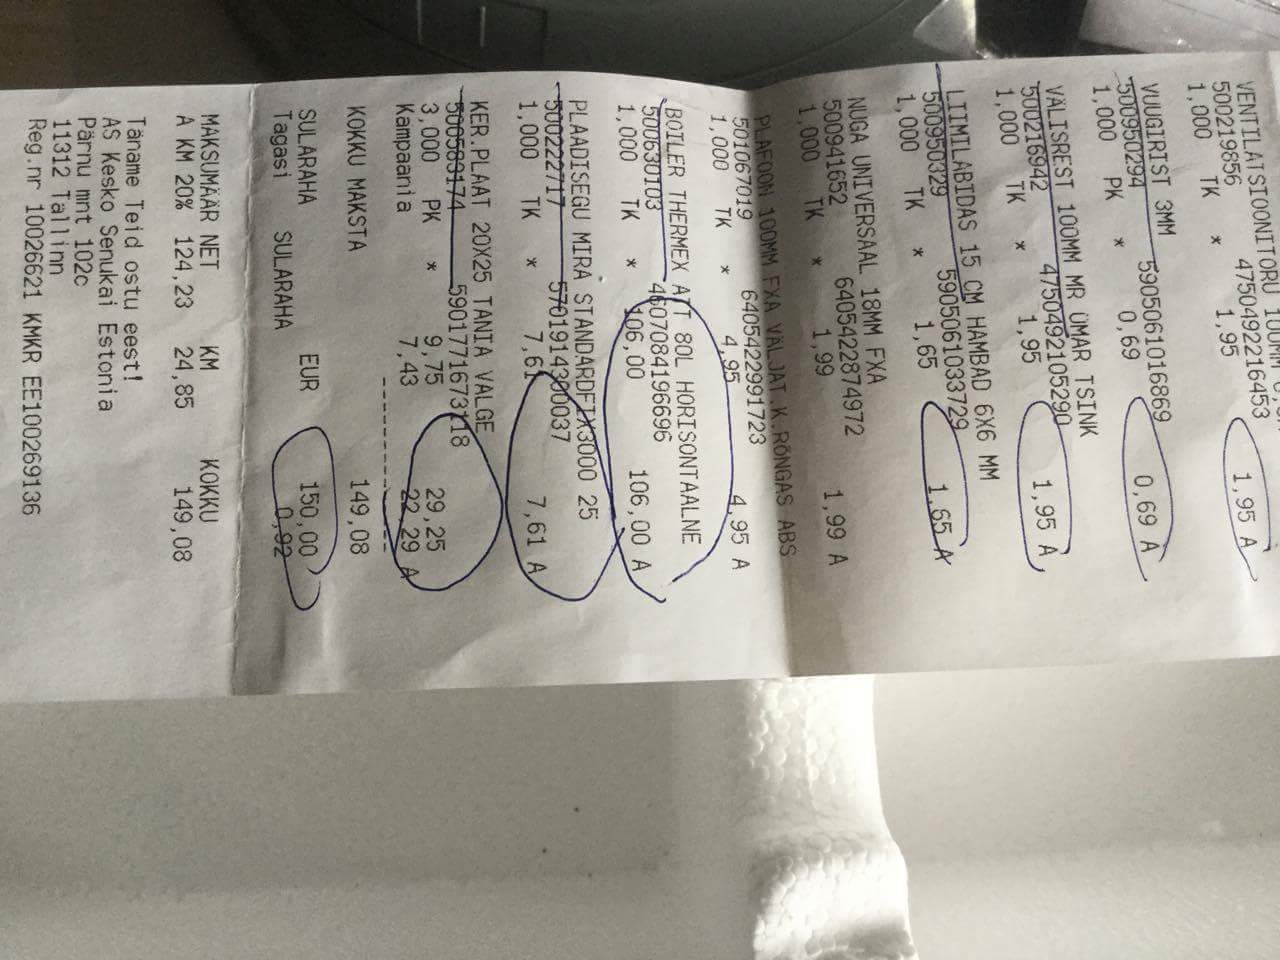 VENTILATSIOONITORU 100MM
500219856 4750492216453
1,000 TK * 1,95 1,95 A
VUUGIRIST 3MM
500950294 5905061016869
1,000 PK * 0,69 0,69 A
VÄLISREST 100MM MR ÜMAR TSINK
500216942 4750492105290
1,000 TK * 1,95 1,95 A
LIIMILABIDAS 15 CM HAMBAD 6X6 MM
500950329 5905061033729
1,000 TK * 1,65 1,65 A
NUGA UNIVERSAAL 18MM FXA
500941652 6405422874972
1,000 TK * 1,99 1,99 A
PLAFOON 100MM FXA VÄLJAT.K.RÕNGAS ABS
501067019 6405422991723
1,000 TK * 4,95 4,95 A
BOILER THERMEX ATT 80L HORISONTAALNE
500630103 4607084196696
1,000 TK * 106,00 106,00 A
PLAADISEGU MIRA STANDARDFIX3000 25
500222717 5701914300037
1,000 TK * 7,61 7,61 A
KER.PLAAT 20X25 TANIA VALGE
500583174 5901771673118
3,000 PK * 9,75 29,25
Kampaania 7,43 22,29 A
KOKKU MAKSTA 149,08
SULARAHA SULARAHA EUR 150,00
Tagasi 0,92
MAKSUMÄÄR NET KM KOKKU
A KM 20% 124,23 24,85 149,08
Täname Teid ostu eest!
AS Kesko Senukai Estonia
Pärnu mnt 102c
11312 Tallinn
Reg.nr 10026621 KMKR EE100269136